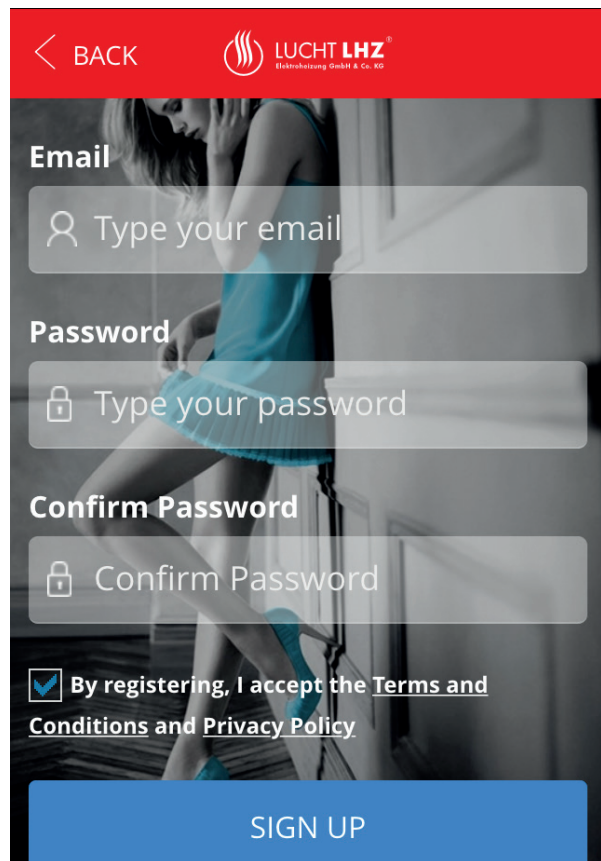 BACK
LUCHT LHZ®
Elektroheizung GmbH & Co. KG
Email
Type your email
Password
Type your password
Confirm Password
Confirm Password
By registering, I accept the Terms and
Conditions and Privacy Policy
SIGN UP